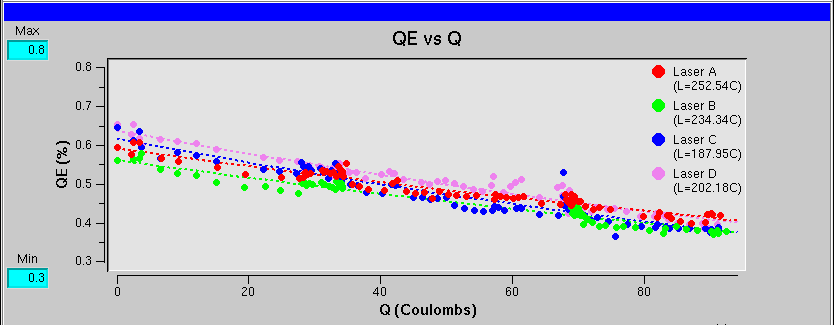 Max
0.8
QE vs Q
0.8
0.7
0.6
0.5
0.4
0.3
QE (%)
Laser A
(L=252.54C)
Laser B
(L=234.34C)
Laser C
(L=187.95C)
Laser D
(L=202.18C)
Min
0.3
0
20
40
60
80
Q (Coulombs)